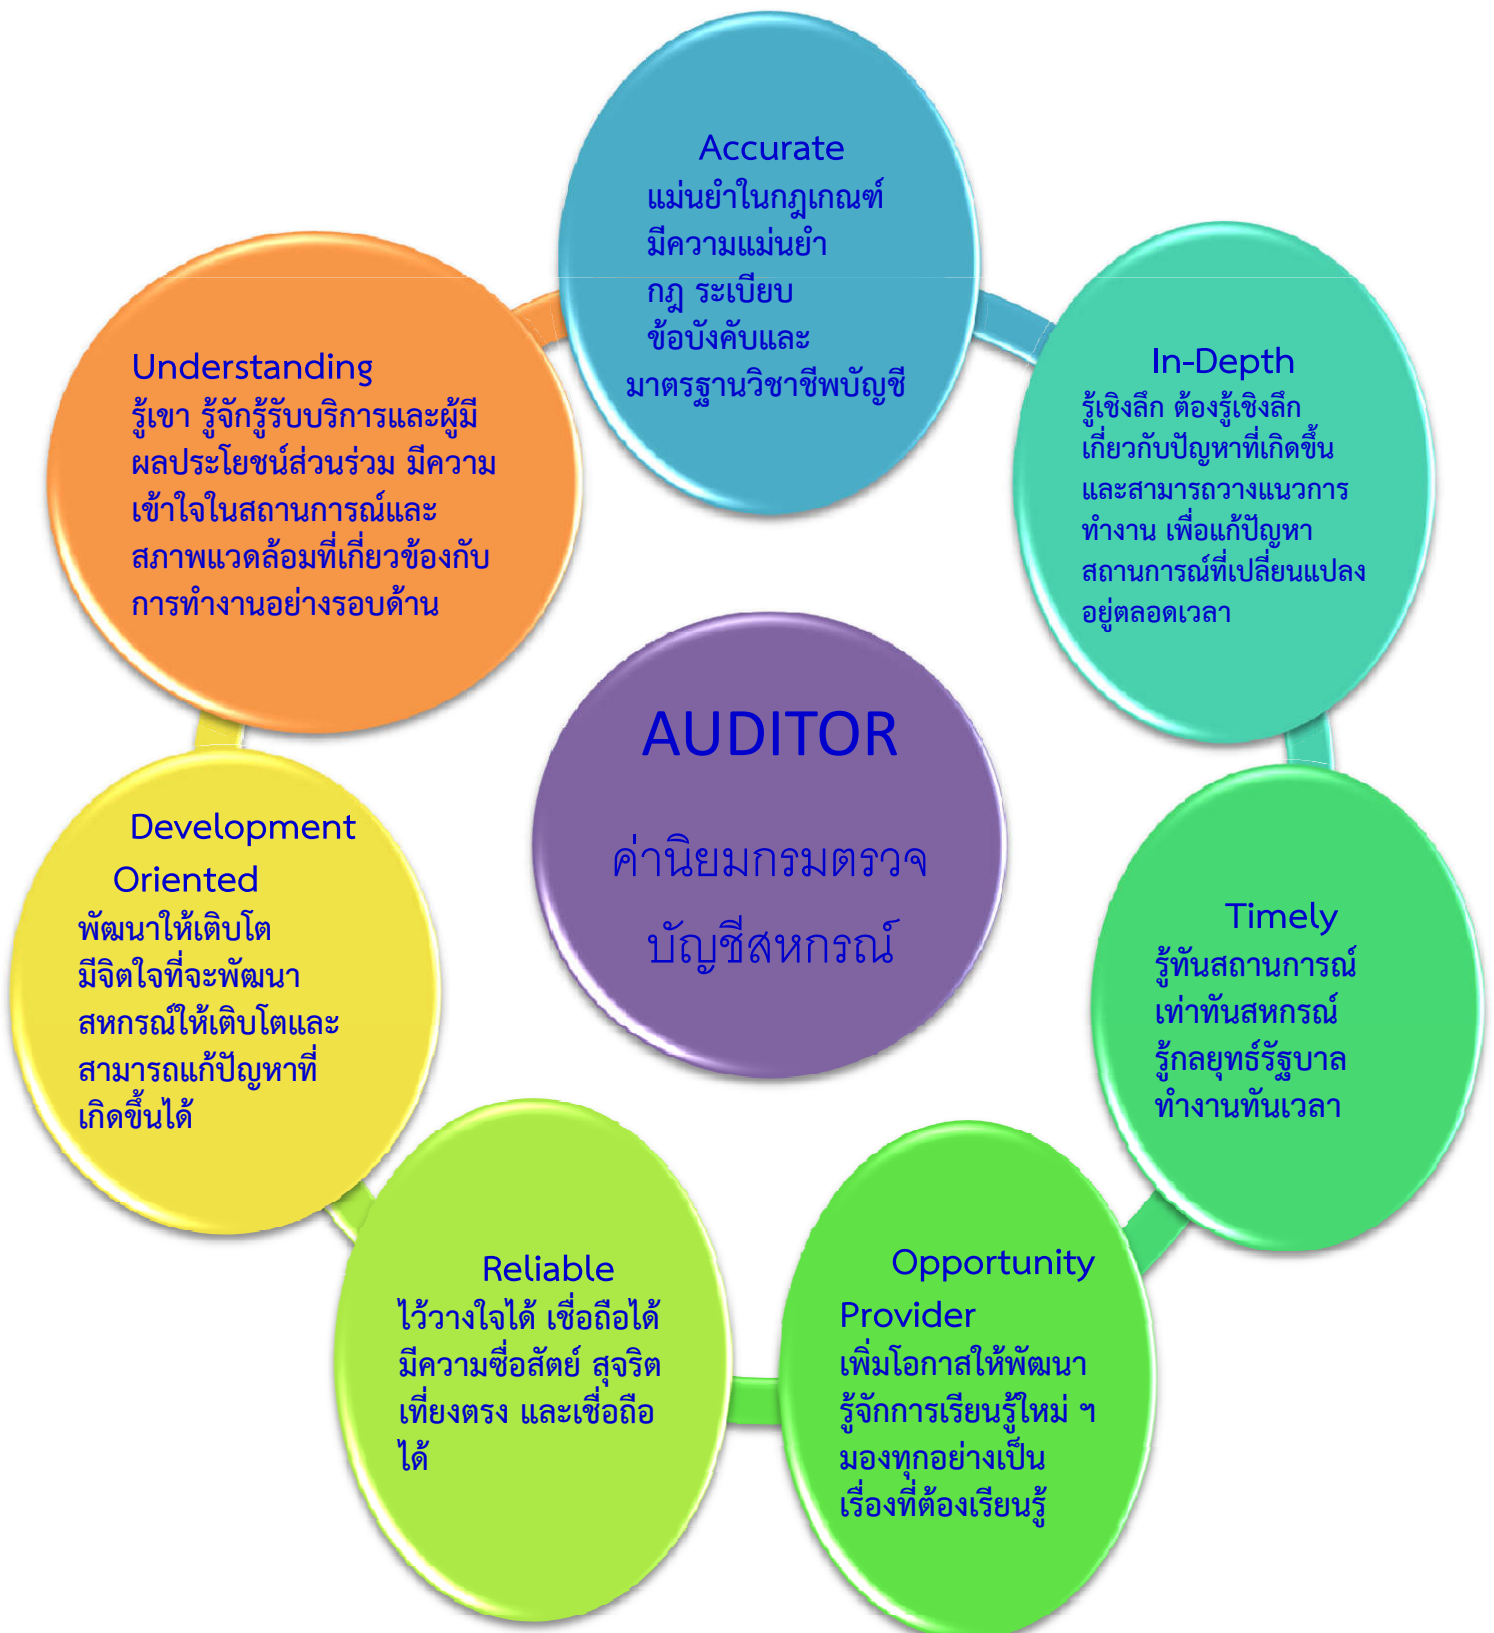 Accurate
แม่นยำในกฎเกณฑ์
มีความแม่นยำ
กฎ ระเบียบ
ข้อบังคับและ
มาตรฐานวิชาชีพบัญชี
Understanding
รู้เขา รู้จักรู้รับบริการและผู้มี
ผลประโยชน์ส่วนร่วม มีความ
เข้าใจในสถานการณ์และ
สภาพแวดล้อมที่เกี่ยวข้องกับ
การทำงานอย่างรอบด้าน
In-Depth
รู้เชิงลึก ต้องรู้เชิงลึก
เกี่ยวกับปัญหาที่เกิดขึ้น
และสามารถวางแนวการ
ทำงาน เพื่อแก้ปัญหา
สถานการณ์ที่เปลี่ยนแปลง
อยู่ตลอดเวลา
AUDITOR
ค่านิยมกรมตรวจ
บัญชีสหกรณ์
Development
Oriented
พัฒนาให้เติบโต
มีจิตใจที่จะพัฒนา
สหกรณ์ให้เติบโตและ
สามารถแก้ปัญหาที่
เกิดขึ้นได้
Timely
รู้ทันสถานการณ์
เท่าทันสหกรณ์
รู้กลยุทธ์รัฐบาล
ทำงานทันเวลา
Reliable
ไว้วางใจได้ เชื่อถือได้
มีความซื่อสัตย์ สุจริต
เที่ยงตรง และเชื่อถือ
ได้
Opportunity
Provider
เพิ่มโอกาสให้พัฒนา
รู้จักการเรียนรู้ใหม่ ๆ
มองทุกอย่างเป็น
เรื่องที่ต้องเรียนรู้